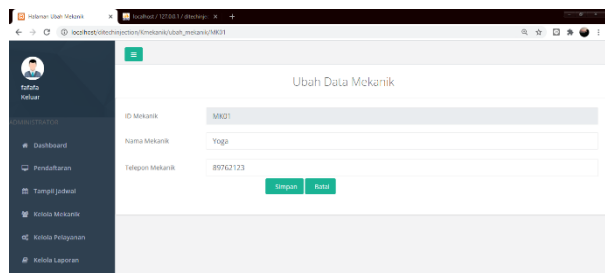 Halaman Ubah Mekanik
localhost / 127.0.0.1 / ditechinje
localhost/ditechinjection/Kmekanik/ubah_mekanik/MK01
fafafa
Keluar
ADMINISTRATOR
Dashboard
Pendaftaran
Tampil Jadwal
Kelola Mekanik
Kelola Pelayanan
Kelola Laporan
Ubah Data Mekanik
ID Mekanik
MK01
Nama Mekanik
Yoga
Telepon Mekanik
89762123
Simpan
Batal